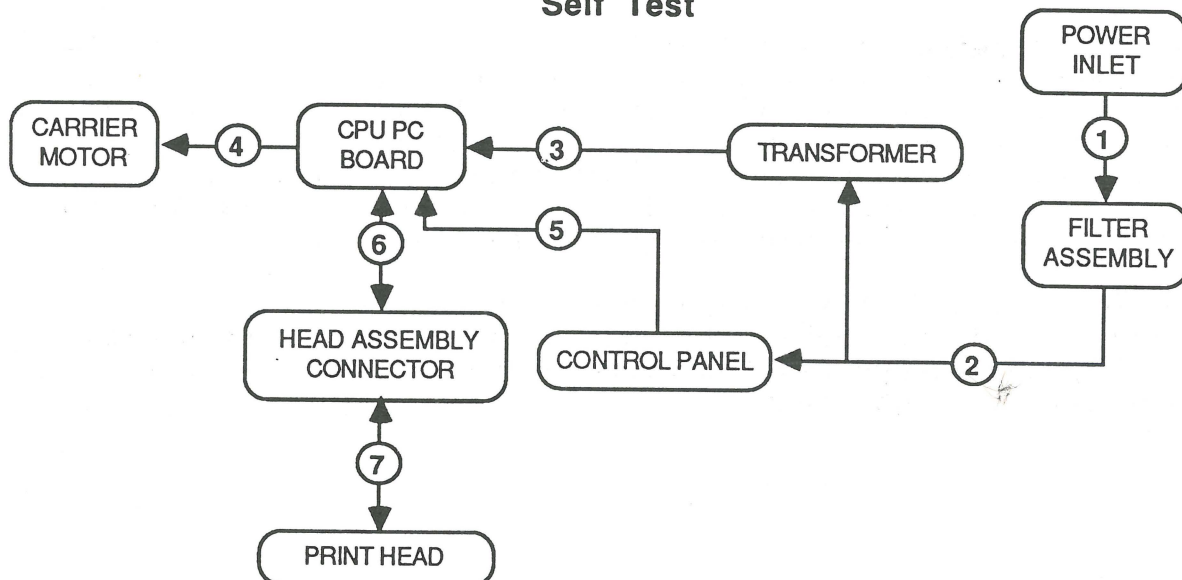 Self Test
POWER
INLET
CARRIER
MOTOR
4
CPU PC
BOARD
3
TRANSFORMER
1
FILTER
ASSEMBLY
6
5
HEAD ASSEMBLY
CONNECTOR
CONTROL PANEL
2
7
PRINT HEAD